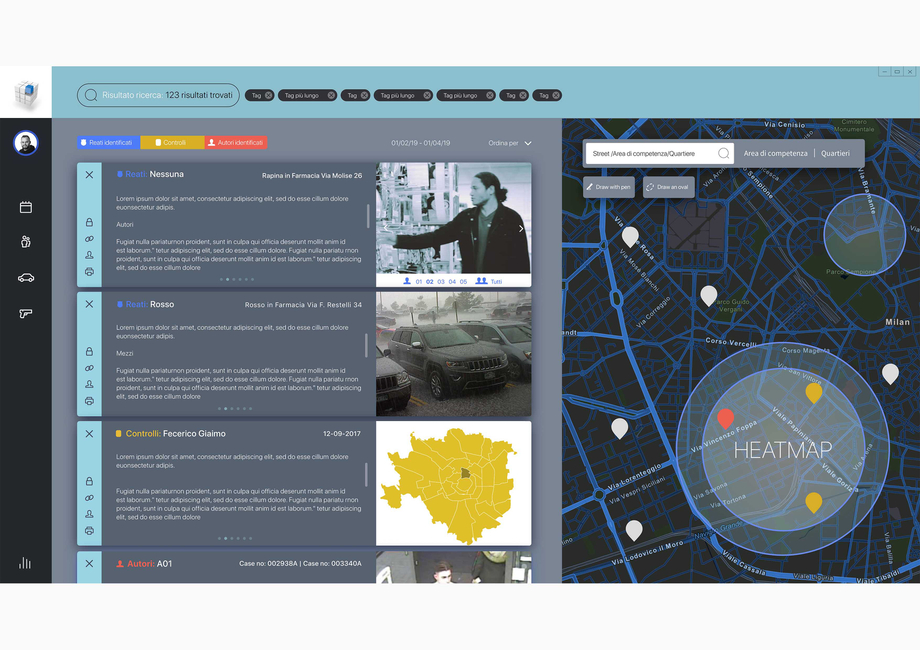 Risultato ricerca: 123 risultati trovati
Tag
Tag più lungo
Tag
Tag più lungo
Tag più lungo
Tag
Tag
Reati identificati
Controlli
Autori identificati
01/02/19 - 01/04/19
Ordina per
Reati: Nessuna
Rapina in Farmacia Via Molise 26
Lorem ipsum dolor sit amet, consectetur adipiscing elit, sed do esse cillum dolore
euonsectetur adipis.
Autori
Fugiat nulla pariatumon proident, sunt in culpa qui officia deserunt mollit anim id
est laborum." tetur adipiscing elit, sed do esse cillum dolore. Fugiat nulla pariatu mon
proident, sunt in culpa qui officia deserunt mollit anim id est laborum." tetur adipiscing
elit, sed do esse cillum dolore
01 02 03 04 05 Tutti
Reati: Rosso
Rosso in Farmacia Via F. Restelli 34
Lorem ipsum dolor sit amet, consectetur adipiscing elit, sed do esse cillum dolore
euonsectetur adipis.
Mezzi
Fugiat nulla pariatumon proident, sunt in culpa qui officia deserunt mollit anim id
est laborum." tetur adipiscing elit, sed do esse cillum dolore. Fugiat nulla pariatu mon
proident, sunt in culpa qui officia deserunt mollit anim id est laborum." tetur adipiscing
elit, sed do esse cillum dolore
Controlli: Fecerico Giaimo
12-09-2017
Lorem ipsum dolor sit amet, consectetur adipiscing elit, sed do esse cillum dolore
euonsectetur adipis.
Fugiat nulla pariatumon proident, sunt in culpa qui officia deserunt mollit anim id
est laborum." tetur adipiscing elit, sed do esse cillum dolore. Fugiat nulla pariatu mon
proident, sunt in culpa qui officia deserunt mollit anim id est laborum." tetur adipiscing
elit, sed do esse cillum dolore
Autori: A01
Case no: 002938A | Case no: 003340A
Via Cenisio
Cimitero
Monumentale
Street /Area di competenza/Quartiere
Area di competenza | Quartieri
Draw with pen
Draw an oval
Sempione
Via Bramante
Rosa
Via Mosè Bianchi
Via Correggio
Parco Guido
Vergani
Parco Sempione
Milan
Corso Vercelli
Corso Magenta
Via San Vittore
Viale Papiniano
Via Vincenzo Foppa
HEATMAP
Viale Gorizia
Via Lorenteggio
Via Vespri Siciliani
Via Savona
Via Tortona
Naviglio Grande
Via Lodovico Il Moro
Viale Cassala
Viale Liguria
Viale Tibaldi